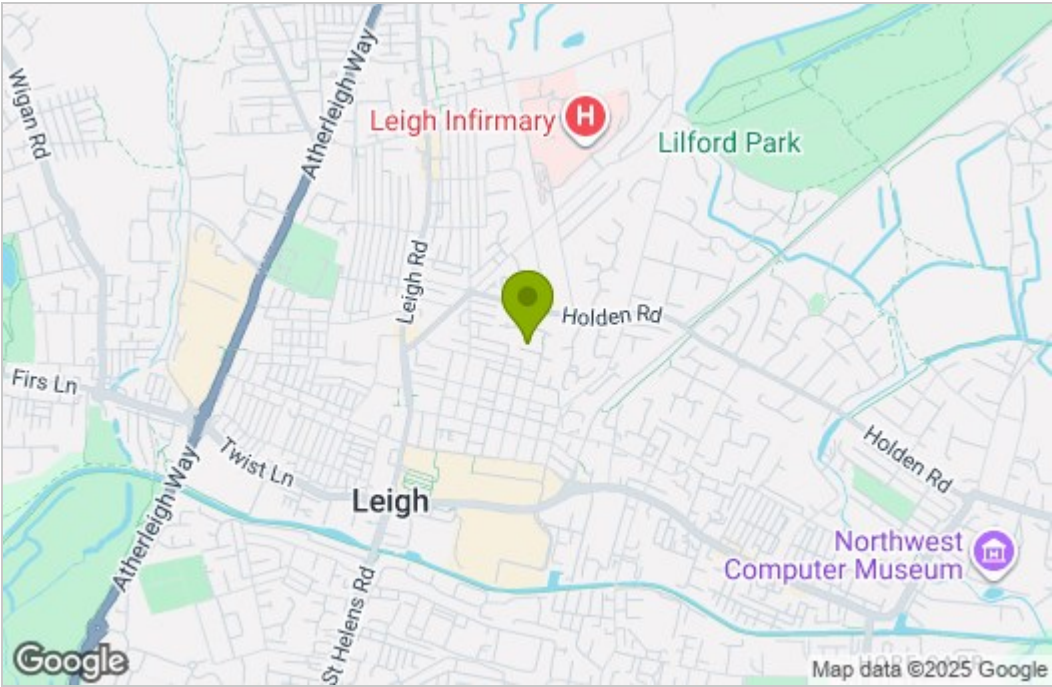 Wigan Rd
Atherleigh Way
Leigh Infirmary
H
Lilford Park
Leigh Rd
Holden Rd
Firs Ln
Twist Ln
Holden Rd
Leigh
Atherleigh Way
Northwest
Computer Museum
St Helens Rd
Google
Map data ©2025 Google